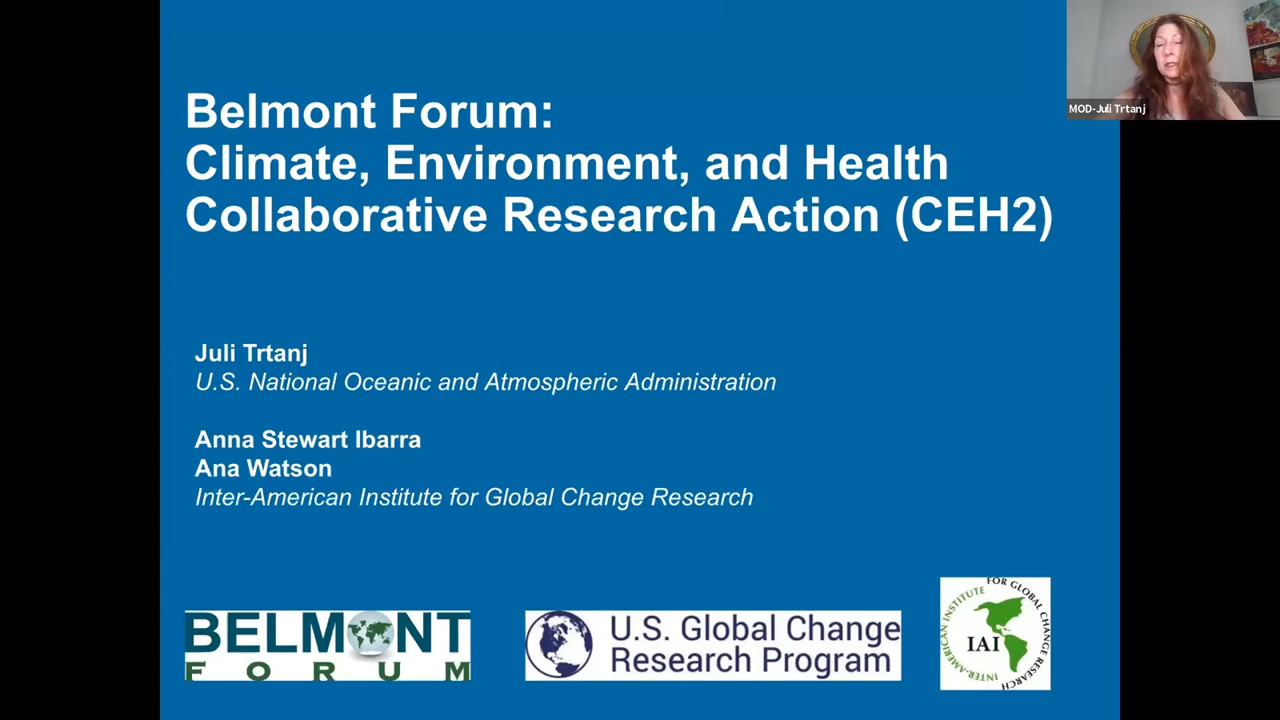 Belmont Forum:
Climate, Environment, and Health
Collaborative Research Action (CEH2)
MOD-Juli Trtanj
Juli Trtanj
U.S. National Oceanic and Atmospheric Administration
Anna Stewart Ibarra
Ana Watson
Inter-American Institute for Global Change Research
BELMONT
FORUM
U.S. Global Change
Research Program
INTER-AMERICAN INSTITUTE FOR GLOBAL CHANGE RESEARCH
IAI